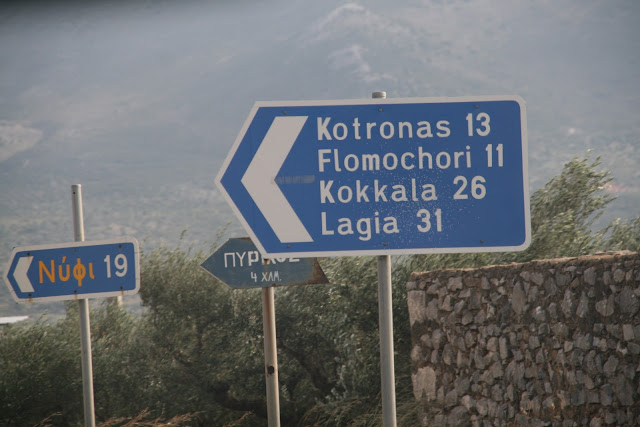 Kotronas 13
Flomochori 11
Kokkala 26
Lagia 31
Νύφι 19
4 ΧΛΜ.